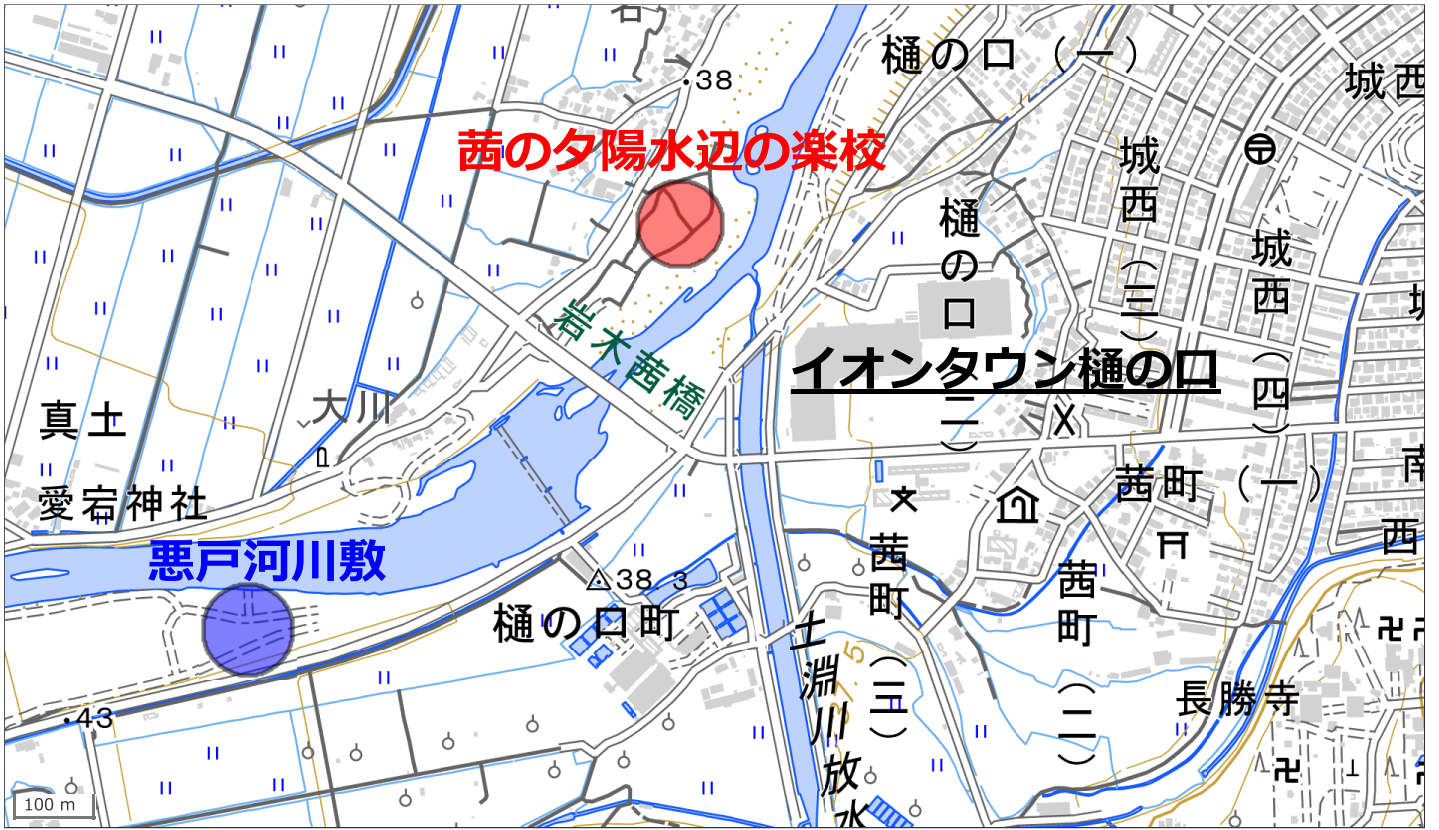 樋の口(一)
城西
・38
茜の夕陽水辺の楽校
城西(三)
樋の口(二)
城西(四)
岩木茜橋
イオンタウン樋の口
大川
真土
愛宕神社
茜町(一)
南
西
悪戸河川敷
38.3
樋の口町
茜町(三)
茜町(二)
土淵川放水
37.5
長勝寺
・43
100 m